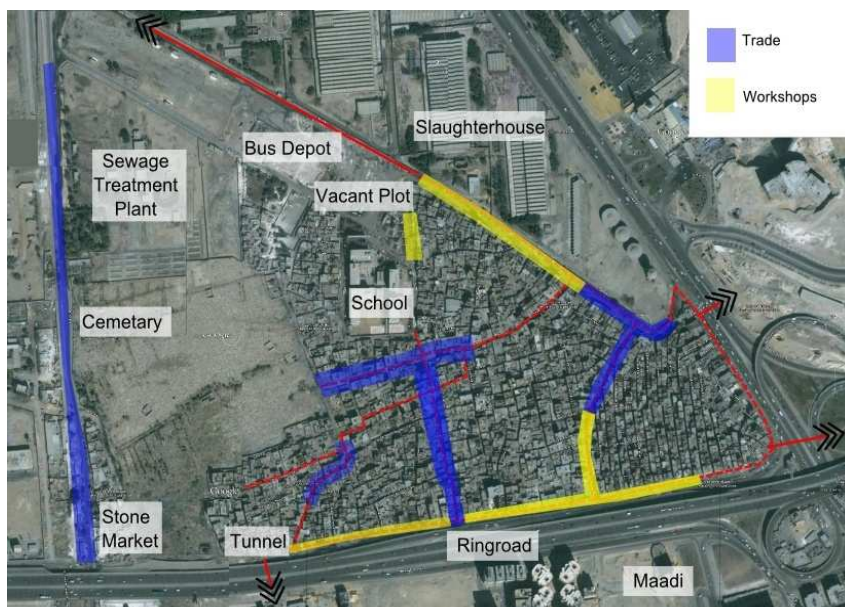 Trade
Workshops
Slaughterhouse
Bus Depot
Sewage
Treatment
Plant
Vacant Plot
School
Cemetary
Stone
Market
Tunnel
Ringroad
Maadi